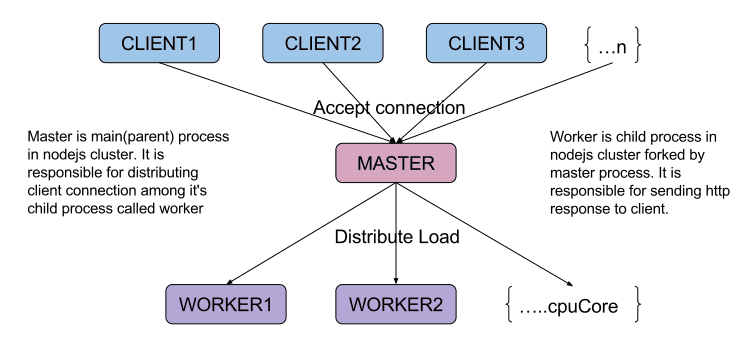 CLIENT1
CLIENT2
CLIENT3
{ ...n }
Accept connection
Master is main(parent) process
in nodejs cluster. It is
responsible for distributing
client connection among it's
child process called worker
MASTER
Worker is child process in
nodejs cluster forked by
master process. It is
responsible for sending http
response to client.
Distribute Load
WORKER1
WORKER2
{ .....cpuCore }